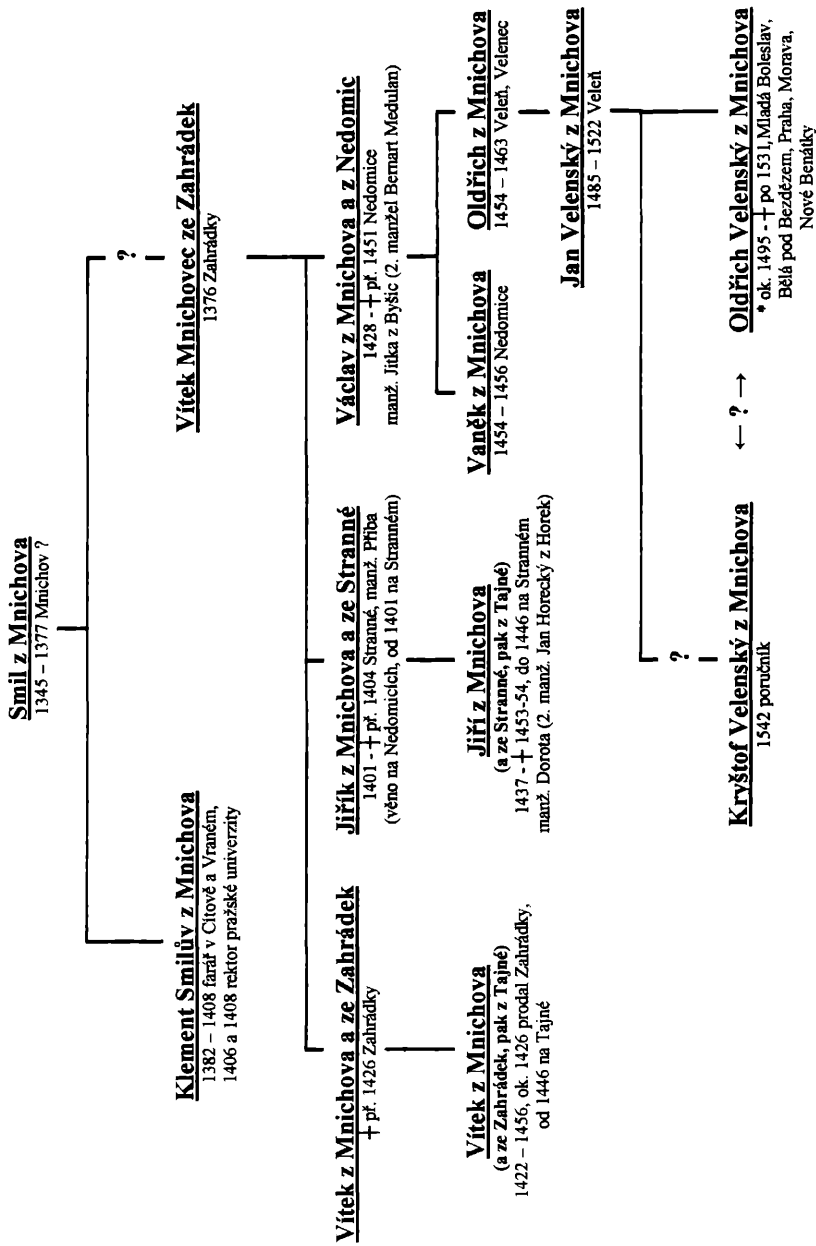 Smil z Mnichova
1345 – 1377 Mnichov ?
Klement Smilův z Mnichova
1382 – 1408 farář v Cítově a Vraném,
1406 a 1408 rektor pražské univerzity
?
Vítek Mnichovec ze Zahrádek
1376 Zahrádky
Vítek z Mnichova a ze Zahrádek
† př. 1426 Zahrádky
Jiřík z Mnichova a ze Stranné
1401 - † př. 1404 Stranné, manž. Příba
(věno na Nedomicích, od 1401 na Stranném)
Václav z Mnichova a z Nedomic
1428 - † př. 1451 Nedomice
manž. Jitka z Byšic (2. manžel Bernart Medulan)
Vítek z Mnichova
(a ze Zahrádek, pak z Tajné)
1422 – 1456, ok. 1426 prodal Zahrádky,
od 1446 na Tajné
Jiří z Mnichova
(a ze Stranné, pak z Tajné)
1437 - † 1453-54, do 1446 na Stranném
manž. Dorota (2. manž. Jan Horecký z Horek)
Vaněk z Mnichova
1454 – 1456 Nedomice
Oldřich z Mnichova
1454 – 1463 Veleň, Velenec
Jan Velenský z Mnichova
1485 – 1522 Veleň
?
Kryštof Velenský z Mnichova
1542 poručník
← ? →
Oldřich Velenský z Mnichova
* ok. 1495 - † po 1531, Mladá Boleslav,
Bělá pod Bezdězem, Praha, Morava,
Nové Benátky